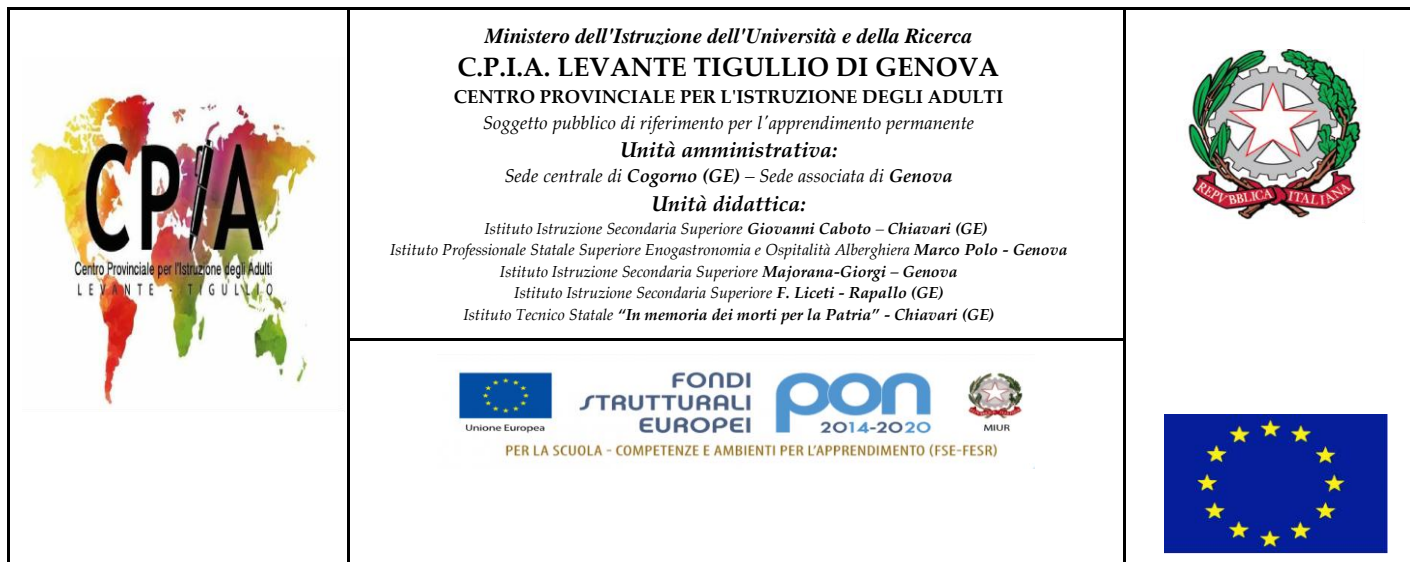 CPIA
Centro Provinciale per l'Istruzione degli Adulti
LEVANTE - TIGULLIO
Ministero dell'Istruzione dell'Università e della Ricerca
C.P.I.A. LEVANTE TIGULLIO DI GENOVA
CENTRO PROVINCIALE PER L'ISTRUZIONE DEGLI ADULTI
Soggetto pubblico di riferimento per l'apprendimento permanente
Unità amministrativa:
Sede centrale di Cogorno (GE) – Sede associata di Genova
Unità didattica:
Istituto Istruzione Secondaria Superiore Giovanni Caboto – Chiavari (GE)
Istituto Professionale Statale Superiore Enogastronomia e Ospitalità Alberghiera Marco Polo - Genova
Istituto Istruzione Secondaria Superiore Majorana-Giorgi – Genova
Istituto Istruzione Secondaria Superiore F. Liceti - Rapallo (GE)
Istituto Tecnico Statale “In memoria dei morti per la Patria” - Chiavari (GE)
REPVBBLICA ITALIANA
Unione Europea
FONDI
STRUTTURALI
EUROPEI
pon
2014-2020
MIUR
PER LA SCUOLA - COMPETENZE E AMBIENTI PER L'APPRENDIMENTO (FSE-FESR)